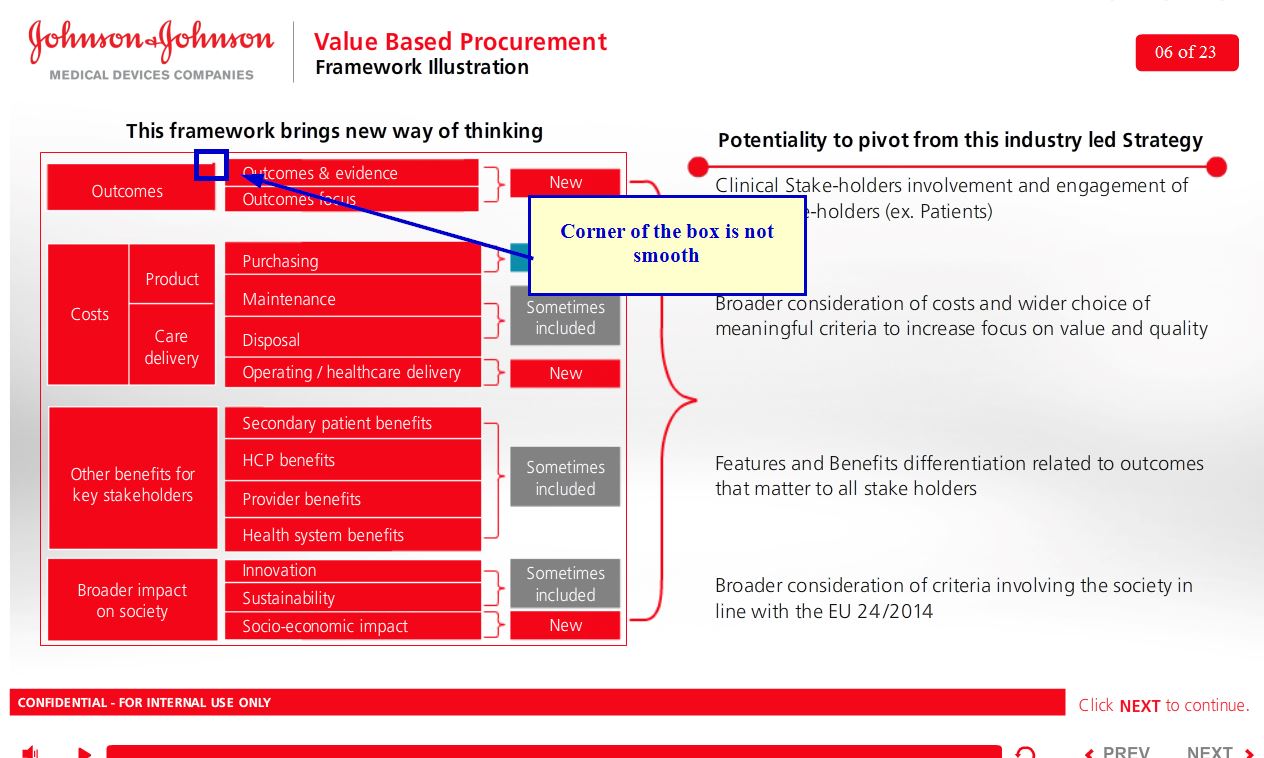 Johnson & Johnson
MEDICAL DEVICES COMPANIES
Value Based Procurement
Framework Illustration
06 of 23
This framework brings new way of thinking
Outcomes
Outcomes & evidence
Outcomes focus
New
Costs
Product
Care
delivery
Purchasing
Maintenance
Disposal
Operating / healthcare delivery
Sometimes
included
New
Other benefits for
key stakeholders
Secondary patient benefits
HCP benefits
Provider benefits
Health system benefits
Sometimes
included
Broader impact
on society
Innovation
Sustainability
Socio-economic impact
Sometimes
included
New
Corner of the box is not
smooth
Potentiality to pivot from this industry led Strategy
Clinical Stake-holders involvement and engagement of
e-holders (ex. Patients)
Broader consideration of costs and wider choice of
meaningful criteria to increase focus on value and quality
Features and Benefits differentiation related to outcomes
that matter to all stake holders
Broader consideration of criteria involving the society in
line with the EU 24/2014
CONFIDENTIAL - FOR INTERNAL USE ONLY
Click NEXT to continue.
PREV
NEXT